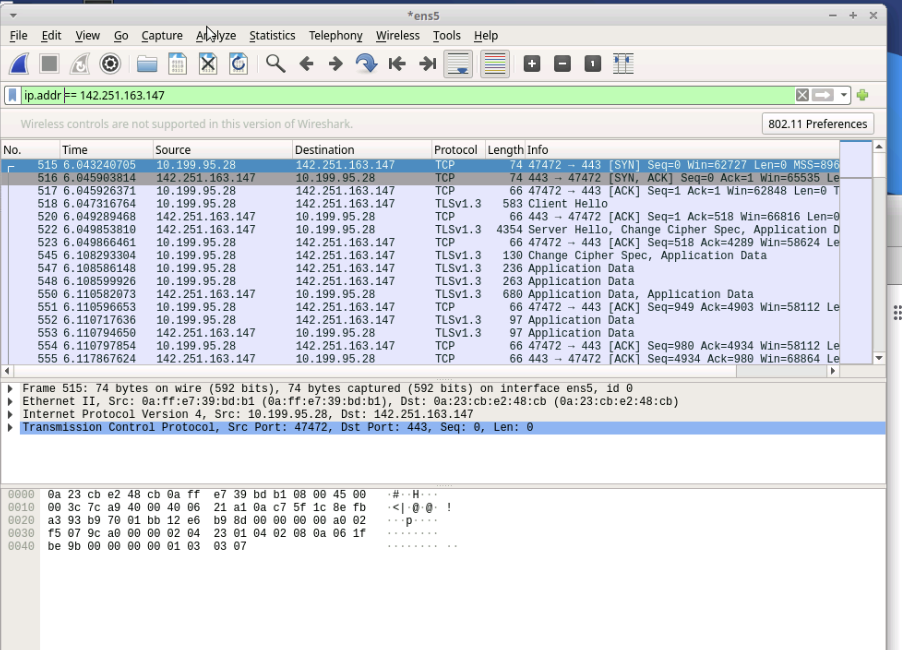 *ens5
File Edit View Go Capture Analyze Statistics Telephony Wireless Tools Help
ip.addr == 142.251.163.147
Wireless controls are not supported in this version of Wireshark. 802.11 Preferences
No. Time Source Destination Protocol Length Info
515 6.043240705 10.199.95.28 142.251.163.147 TCP 74 47472 → 443 [SYN] Seq=0 Win=62727 Len=0 MSS=896
516 6.045903814 142.251.163.147 10.199.95.28 TCP 74 443 → 47472 [SYN, ACK] Seq=0 Ack=1 Win=65535 Le
517 6.045926371 10.199.95.28 142.251.163.147 TCP 66 47472 → 443 [ACK] Seq=1 Ack=1 Win=62848 Len=0 T
518 6.047316764 10.199.95.28 142.251.163.147 TLSv1.3 583 Client Hello
520 6.049289468 142.251.163.147 10.199.95.28 TCP 66 443 → 47472 [ACK] Seq=1 Ack=518 Win=66816 Len=0
522 6.049853810 142.251.163.147 10.199.95.28 TLSv1.3 4354 Server Hello, Change Cipher Spec, Application D
523 6.049866461 10.199.95.28 142.251.163.147 TCP 66 47472 → 443 [ACK] Seq=518 Ack=4289 Win=58624 Le
545 6.108293304 10.199.95.28 142.251.163.147 TLSv1.3 130 Change Cipher Spec, Application Data
547 6.108586148 10.199.95.28 142.251.163.147 TLSv1.3 236 Application Data
548 6.108599926 10.199.95.28 142.251.163.147 TLSv1.3 263 Application Data
550 6.110582073 142.251.163.147 10.199.95.28 TLSv1.3 680 Application Data, Application Data
551 6.110596653 10.199.95.28 142.251.163.147 TCP 66 47472 → 443 [ACK] Seq=949 Ack=4903 Win=58112 Le
552 6.110717636 10.199.95.28 142.251.163.147 TLSv1.3 97 Application Data
553 6.110794650 142.251.163.147 10.199.95.28 TLSv1.3 97 Application Data
554 6.110797854 10.199.95.28 142.251.163.147 TCP 66 47472 → 443 [ACK] Seq=980 Ack=4934 Win=58112 Le
555 6.117867624 142.251.163.147 10.199.95.28 TCP 66 443 → 47472 [ACK] Seq=4934 Ack=980 Win=68864 Le
Frame 515: 74 bytes on wire (592 bits), 74 bytes captured (592 bits) on interface ens5, id 0
Ethernet II, Src: 0a:ff:e7:39:bd:b1 (0a:ff:e7:39:bd:b1), Dst: 0a:23:cb:e2:48:cb (0a:23:cb:e2:48:cb)
Internet Protocol Version 4, Src: 10.199.95.28, Dst: 142.251.163.147
Transmission Control Protocol, Src Port: 47472, Dst Port: 443, Seq: 0, Len: 0
0000 0a 23 cb e2 48 cb 0a ff e7 39 bd b1 08 00 45 00 ·#··H···
0010 00 3c 7c a9 40 00 40 06 21 a1 0a c7 5f 1c 8e fb ·<|·@·@· !
0020 a3 93 b9 70 01 bb 12 e6 b9 8d 00 00 00 00 a0 02 ···p····
0030 f5 07 9c a0 00 00 02 04 23 01 04 02 08 0a 06 1f ········
0040 be 9b 00 00 00 00 01 03 03 07 ········ ··